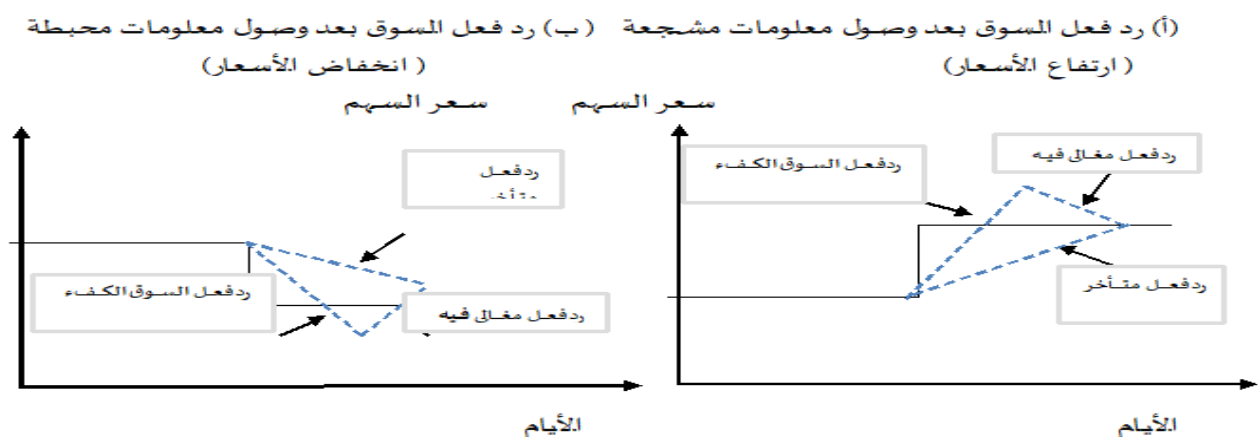 (أ) رد فعل السوق بعد وصول معلومات مشجعة
(ارتفاع الأسعار)
(ب) رد فعل السوق بعد وصول معلومات محبطة
(انخفاض الأسعار)
سعر السهم
سعر السهم
ردفعل مغالى فيه
ردفعل السوق الكفء
ردفعل متأخر
ردفعل
ردفعل السوق الكفء
ردفعل مغالى فيه
الأيام
الأيام